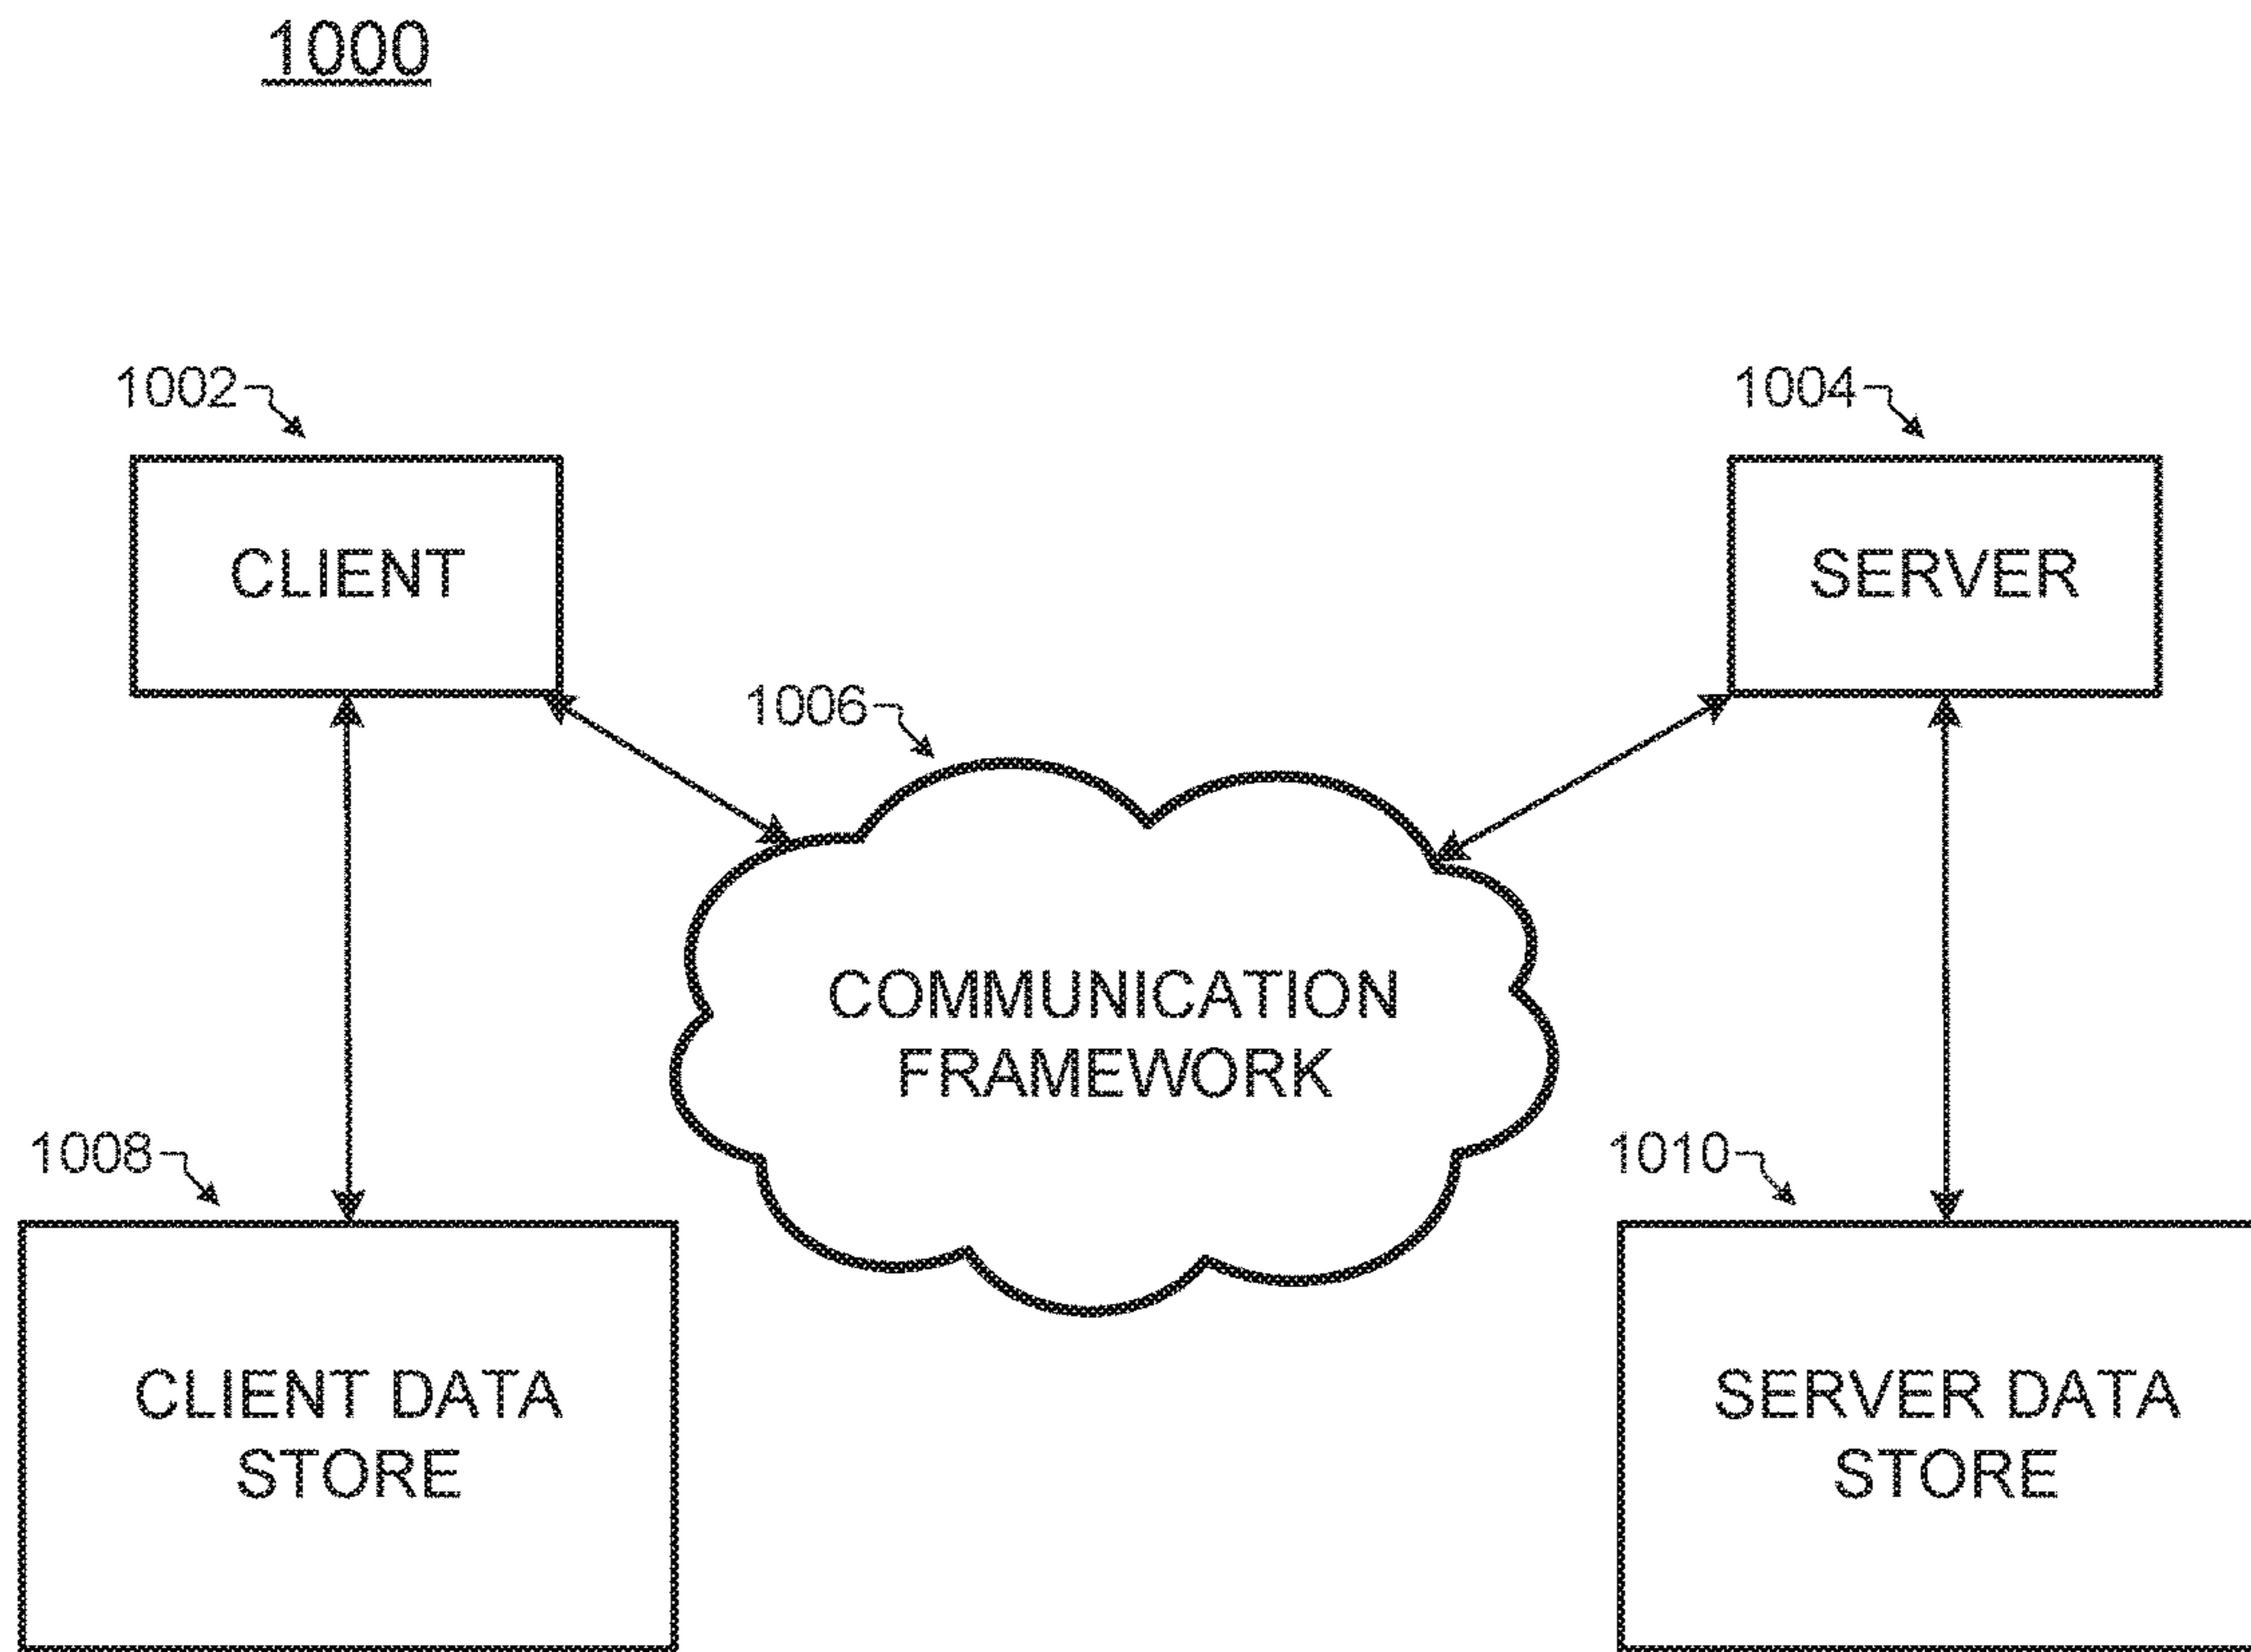 1000
1002
1004
CLIENT
SERVER
1006
COMMUNICATION
FRAMEWORK
1008
1010
CLIENT DATA
STORE
SERVER DATA
STORE